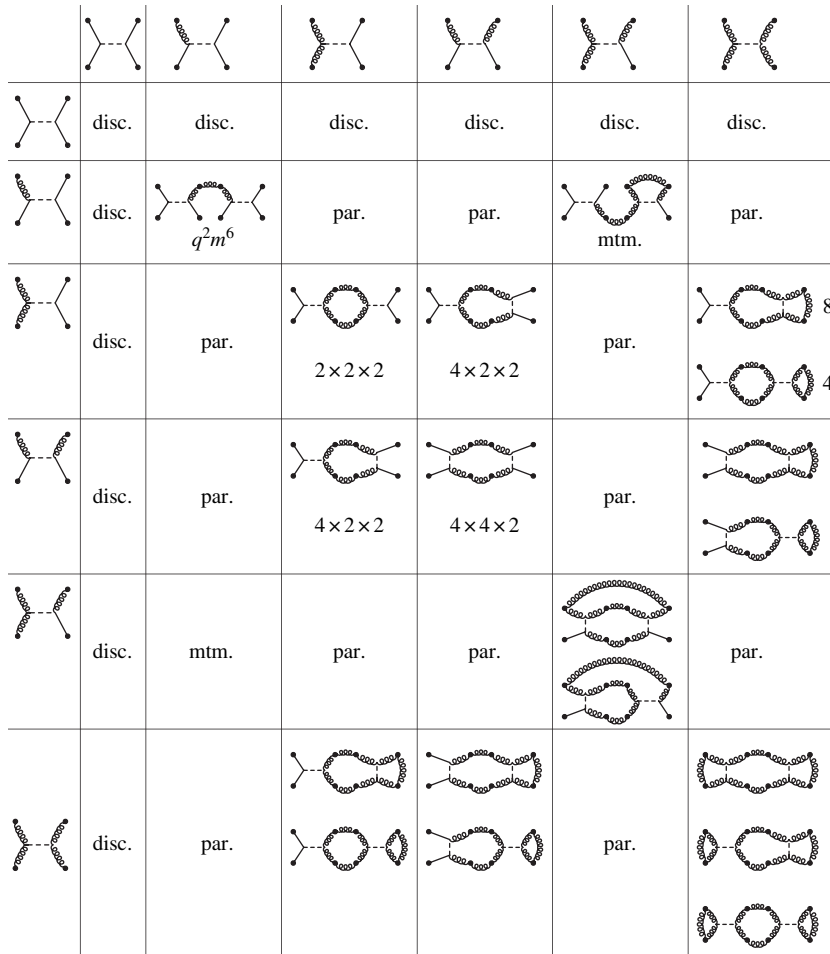 disc. disc. disc. disc. disc. disc.
disc. q²m⁶ par. par. mtm. par.
disc. par. 2 × 2 × 2 4 × 2 × 2 par. 8
4
disc. par. 4 × 2 × 2 4 × 4 × 2 par.
disc. mtm. par. par. par.
disc. par. par.